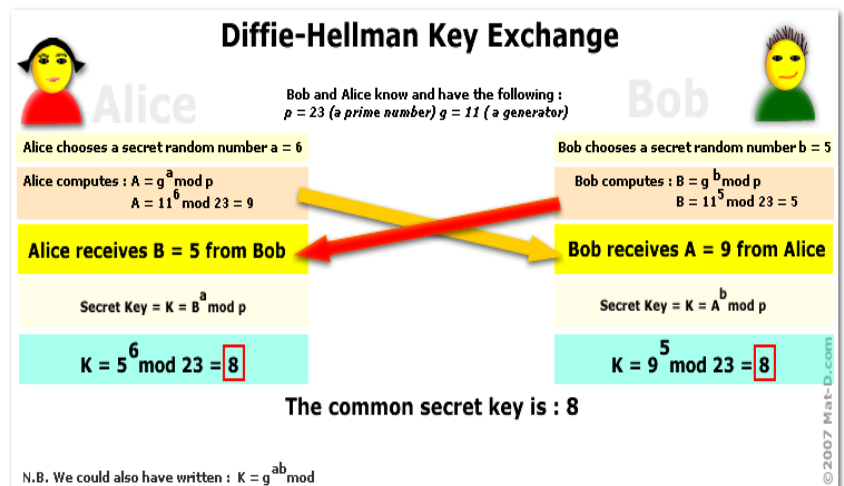 Diffie-Hellman Key Exchange
Alice
Bob
Bob and Alice know and have the following :
p = 23 (a prime number) g = 11 ( a generator)
Alice chooses a secret random number a = 6
Bob chooses a secret random number b = 5
Alice computes : A = g^a mod p
A = 11^6 mod 23 = 9
Bob computes : B = g^b mod p
B = 11^5 mod 23 = 5
Alice receives B = 5 from Bob
Bob receives A = 9 from Alice
Secret Key = K = B^a mod p
Secret Key = K = A^b mod p
K = 5^6 mod 23 = 8
K = 9^5 mod 23 = 8
The common secret key is : 8
N.B. We could also have written : K = g^ab mod
©2007 Mat-D.com